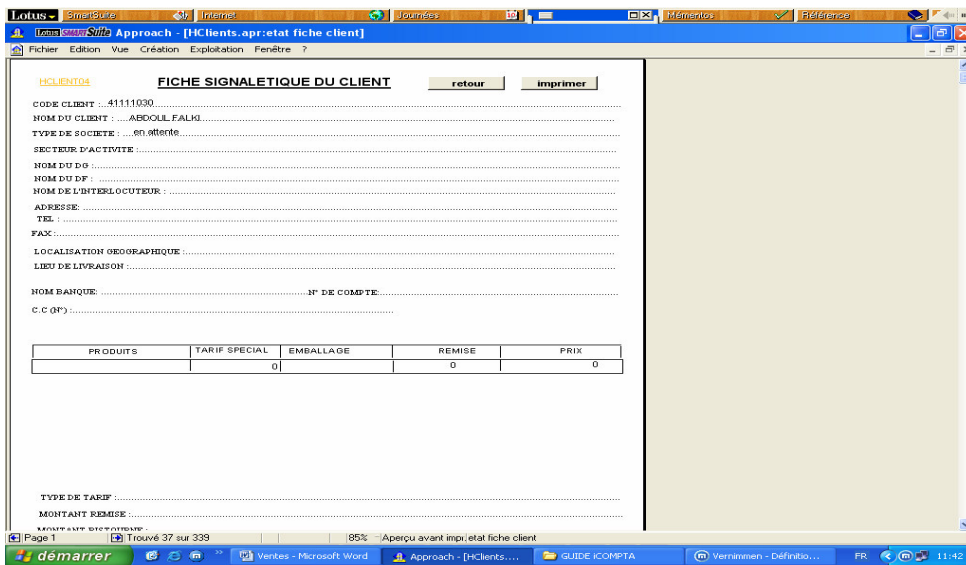 Lotus SmartSuite Internet Journées 10 Mémentos Référence
Lotus SMARTSuite Approach - [HClients.apr:etat fiche client]
Fichier Edition Vue Création Exploitation Fenêtre ?
HCLIENT04 FICHE SIGNALETIQUE DU CLIENT retour imprimer
CODE CLIENT : 41111030
NOM DU CLIENT : ABDOUL FALKI
TYPE DE SOCIETE : en attente
SECTEUR D'ACTIVITE :
NOM DU DG :
NOM DU DF :
NOM DE L'INTERLOCUTEUR :
ADRESSE:
TEL :
FAX :
LOCALISATION GEOGRAPHIQUE :
LIEU DE LIVRAISON :
NOM BANQUE: N° DE COMPTE:
C.C (N°) :
PRODUITS TARIF SPECIAL EMBALLAGE REMISE PRIX
0 0 0
TYPE DE TARIF :
MONTANT REMISE :
MONTANT RISTOURNE :
Page 1 Trouvé 37 sur 339 85% Aperçu avant impr; etat fiche client
démarrer Ventes - Microsoft Word Approach - [HClients.... GUIDE iCOMPTA Vernimmen - Définitio... FR 11:42